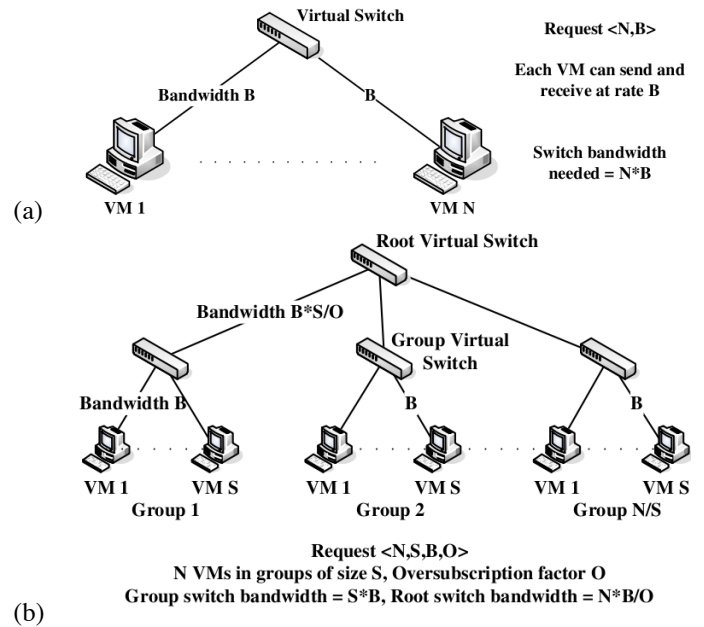 Virtual Switch
Request <N,B>
Each VM can send and
receive at rate B
Bandwidth B
B
Switch bandwidth
needed = N*B
VM 1
VM N
(a)
Root Virtual Switch
Bandwidth B*S/O
Group Virtual
Switch
Bandwidth B
B
B
VM 1
VM S
VM 1
VM S
VM 1
VM S
Group 1
Group 2
Group N/S
Request <N,S,B,O>
N VMs in groups of size S, Oversubscription factor O
Group switch bandwidth = S*B, Root switch bandwidth = N*B/O
(b)